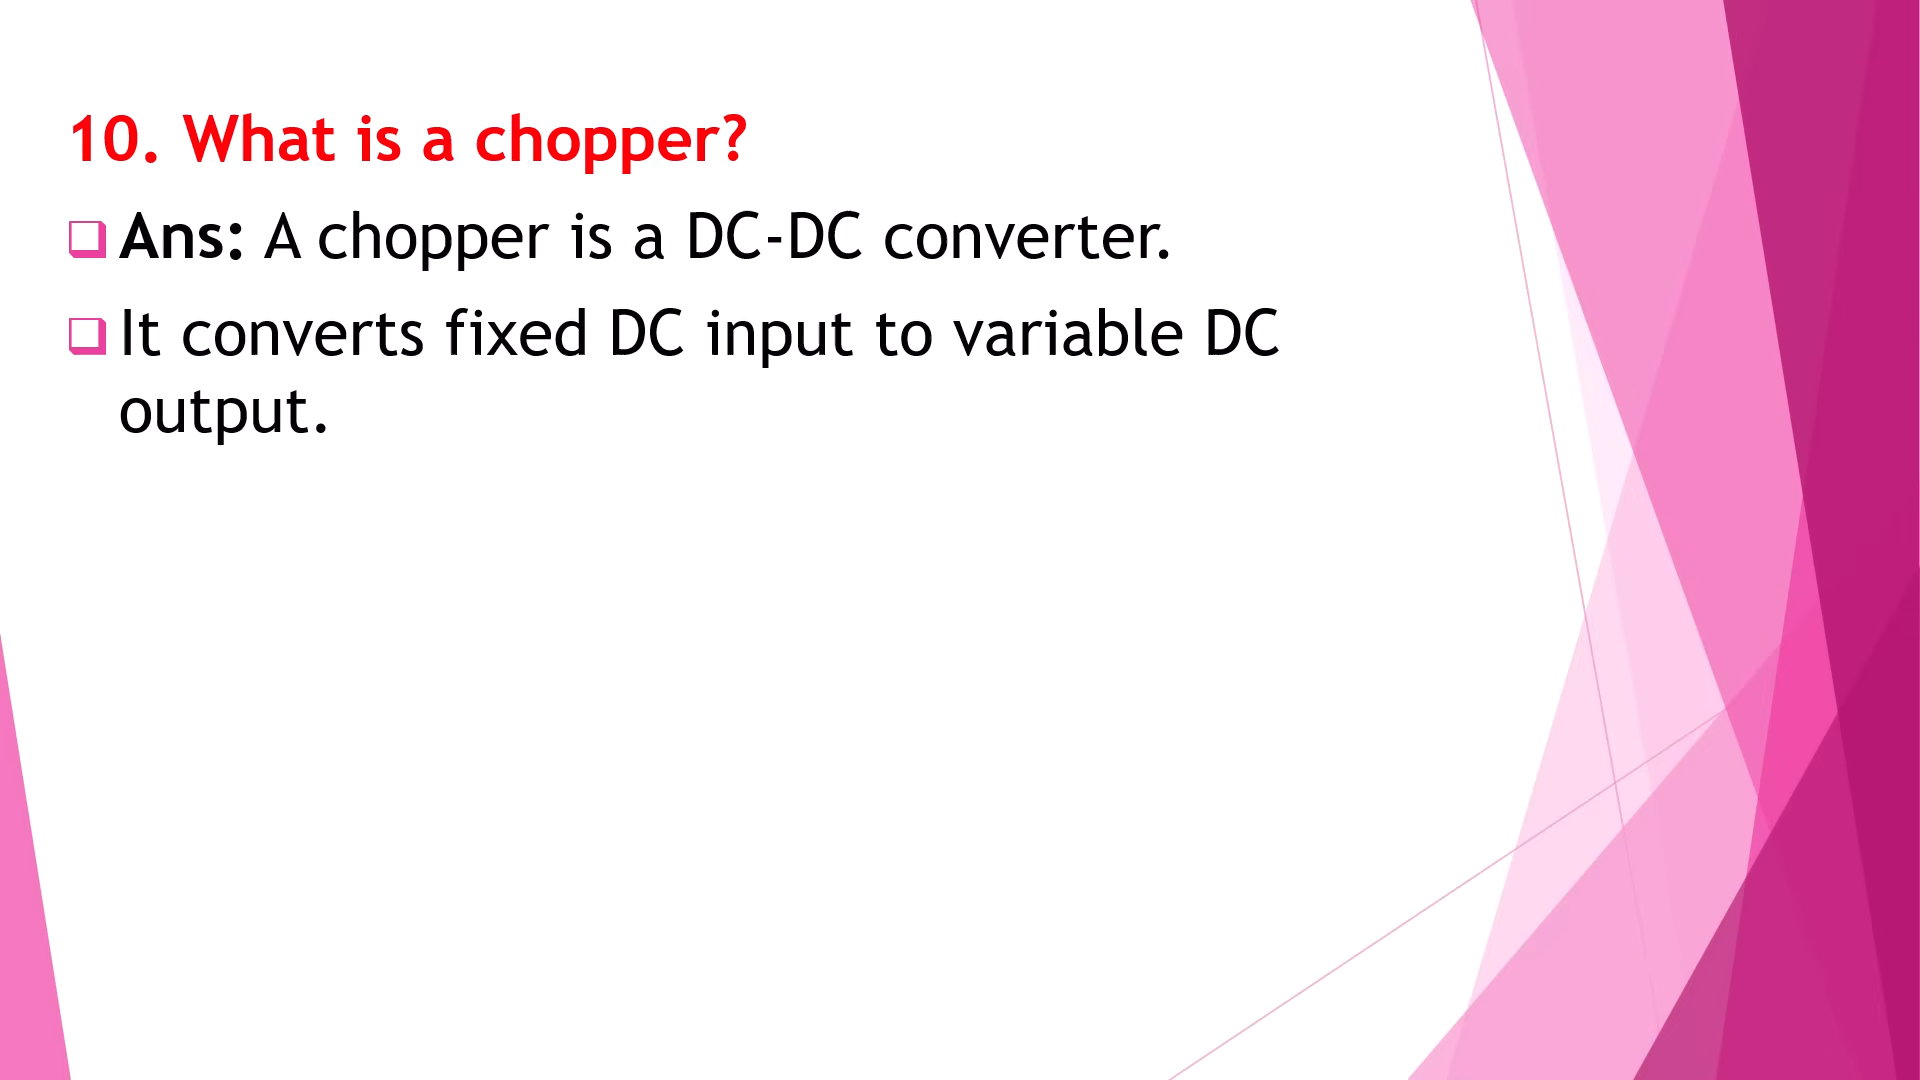 10. What is a chopper?
Ans: A chopper is a DC-DC converter.
It converts fixed DC input to variable DC
output.